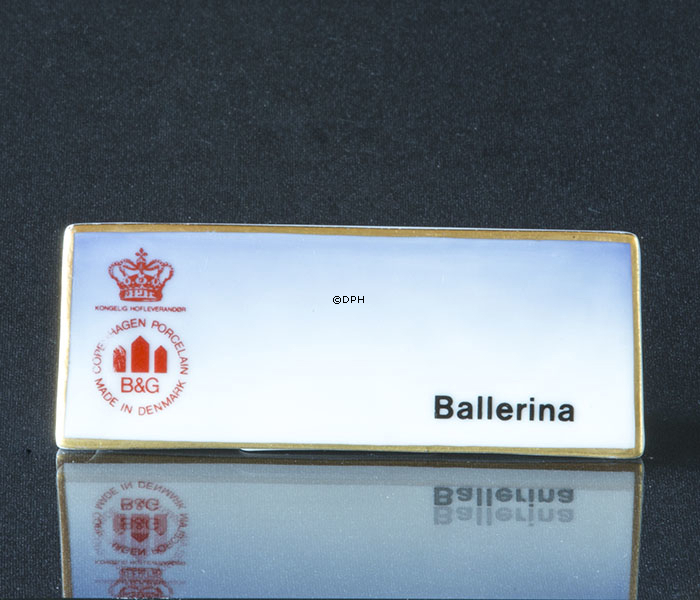 KONGELIG HOFLEVERANDØR
COPENHAGEN PORCELAIN
B&G
MADE IN DENMARK
©DPH
Ballerina